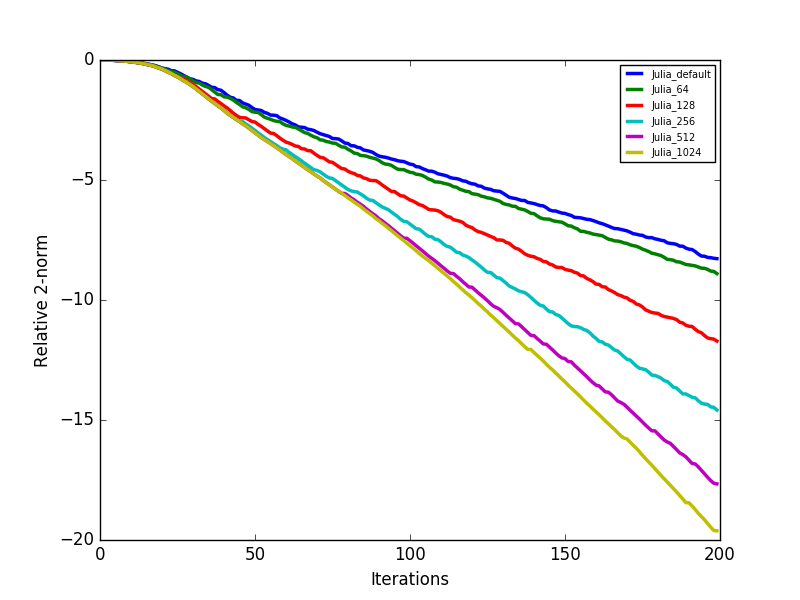 0
−5
−10
−15
−20
Relative 2-norm
Julia_default
Julia_64
Julia_128
Julia_256
Julia_512
Julia_1024
0 50 100 150 200
Iterations